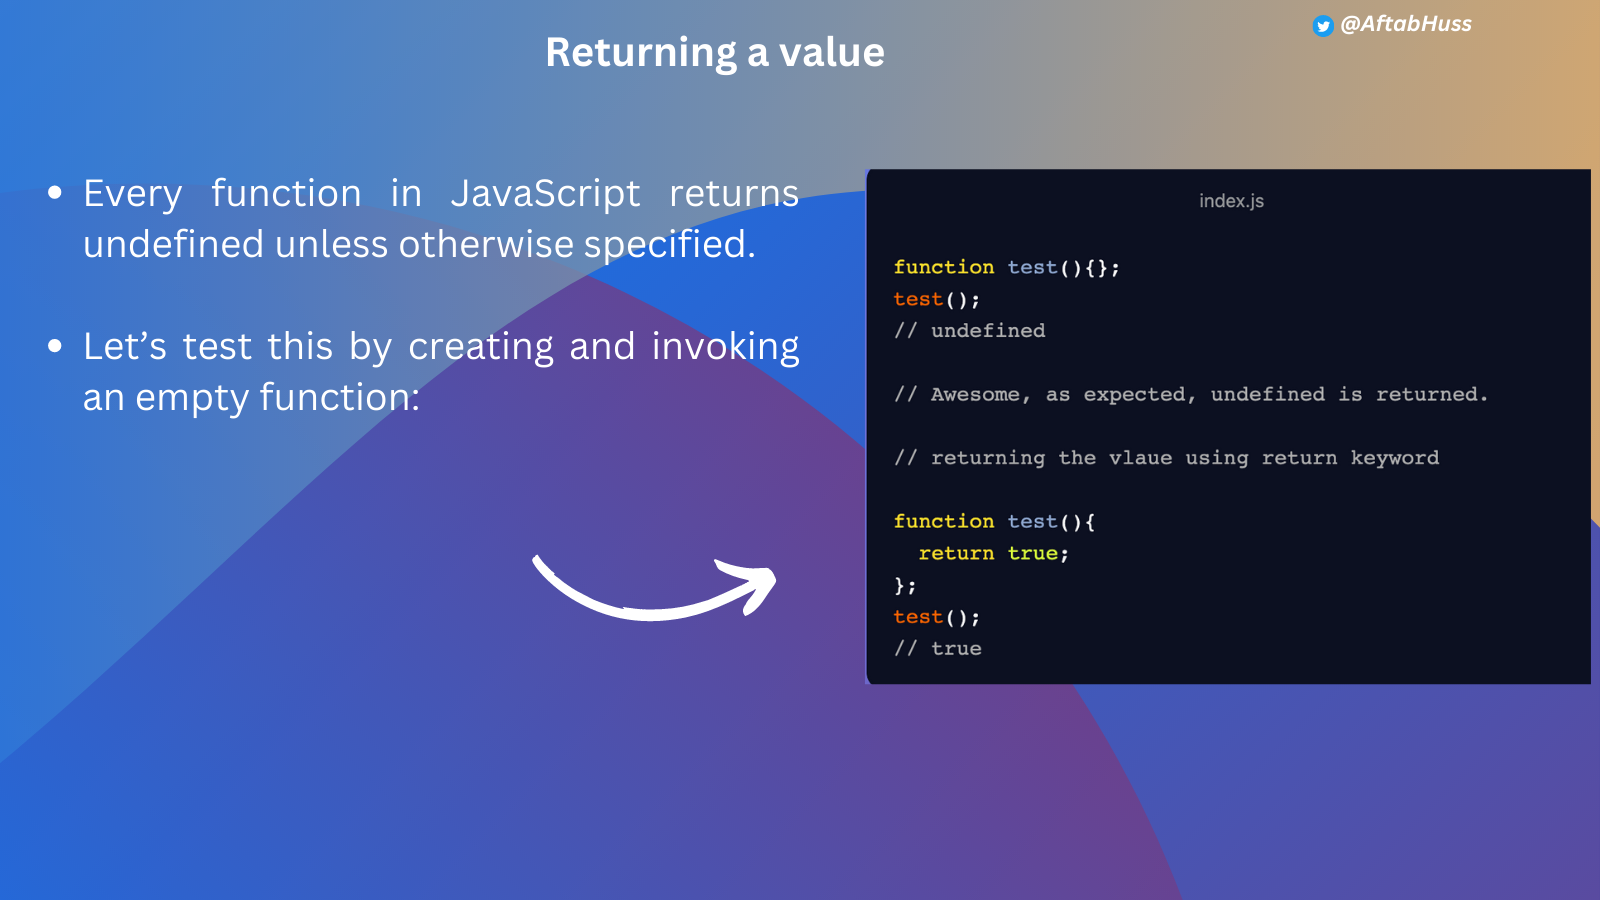 @AftabHuss
Returning a value
Every function in JavaScript returns
undefined unless otherwise specified.
Let’s test this by creating and invoking
an empty function:
index.js
function test(){};
test();
// undefined
// Awesome, as expected, undefined is returned.
// returning the vlaue using return keyword
function test(){
  return true;
};
test();
// true